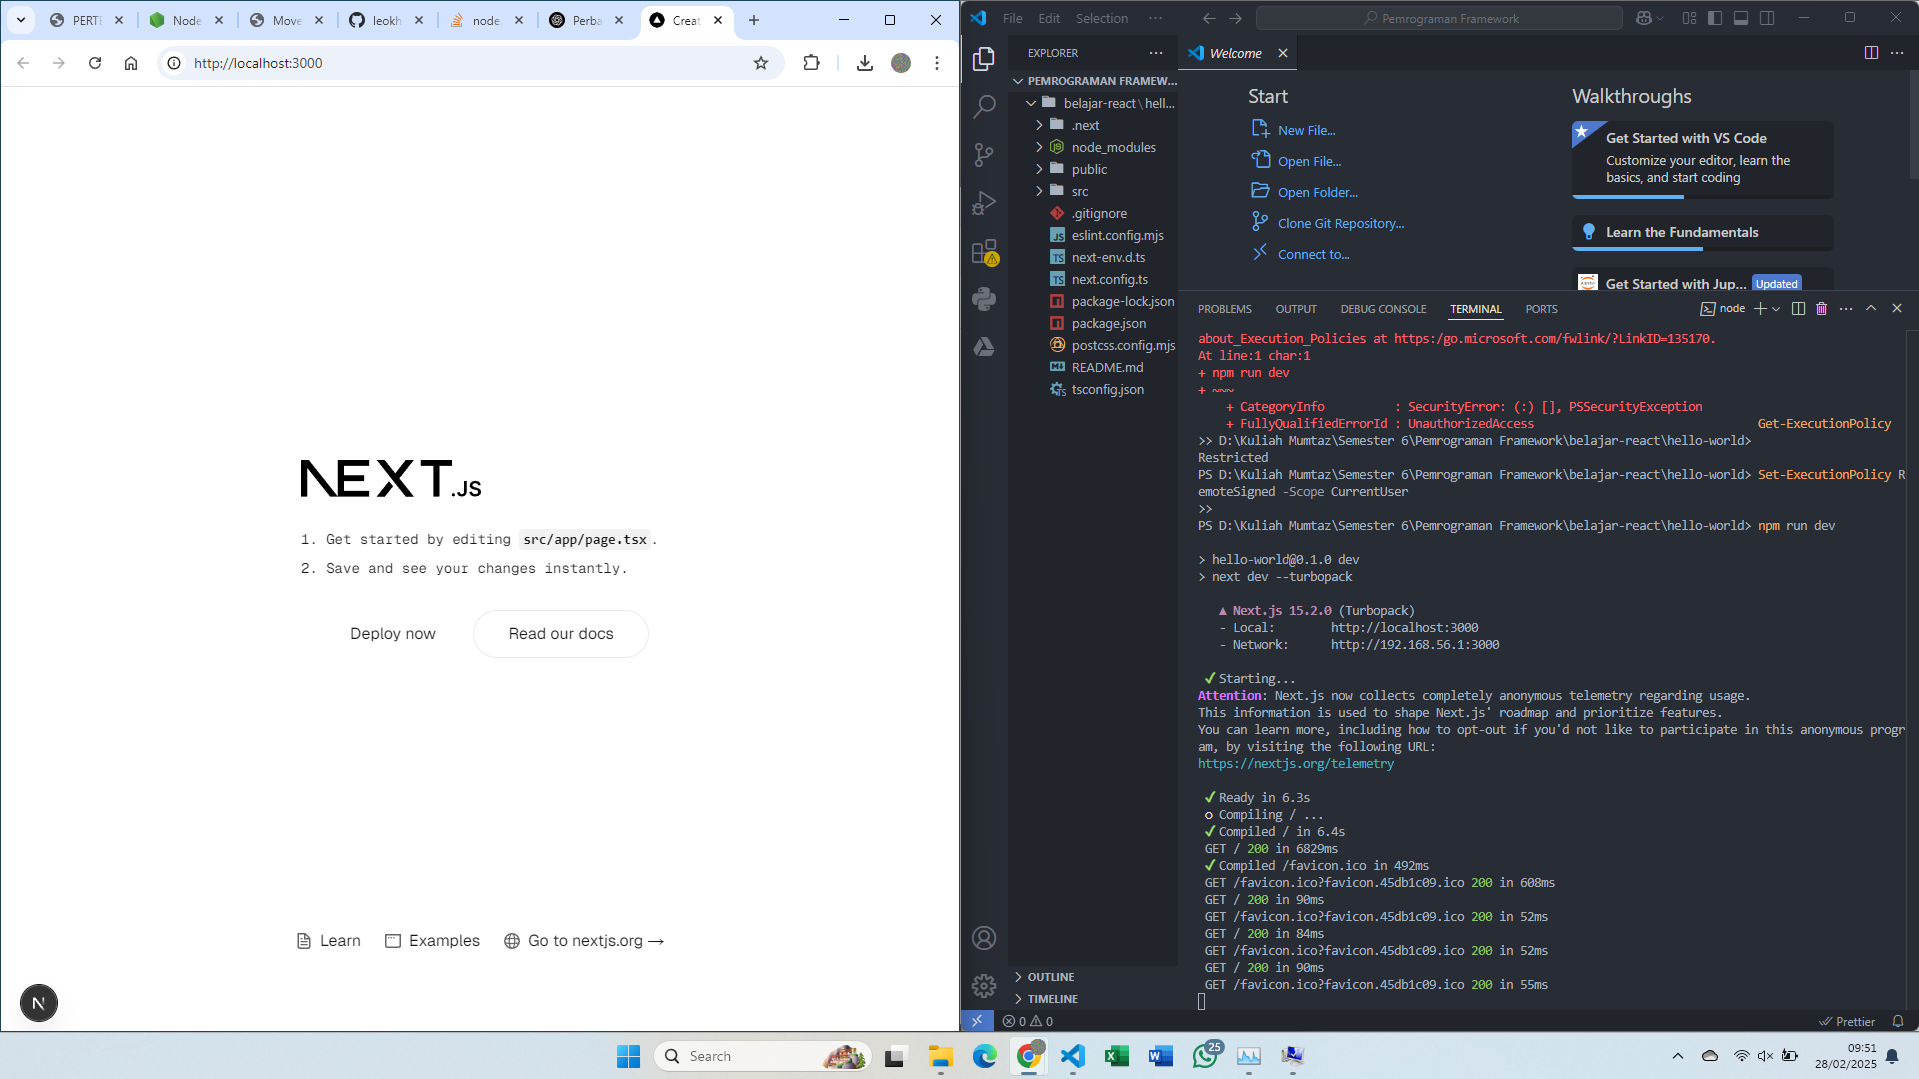 PERTE
Node
Move
leokh
node.
Perba
Creat
http://localhost:3000
NEXT.JS
1. Get started by editing src/app/page.tsx.
2. Save and see your changes instantly.
Deploy now
Read our docs
Learn
Examples
Go to nextjs.org →
N
File
Edit
Selection
Pemrograman Framework
EXPLORER
PEMROGRAMAN FRAMEW...
belajar-react\hell...
.next
node_modules
public
src
.gitignore
eslint.config.mjs
next-env.d.ts
next.config.ts
package-lock.json
package.json
postcss.config.mjs
README.md
tsconfig.json
OUTLINE
TIMELINE
Welcome
Start
New File...
Open File...
Open Folder...
Clone Git Repository...
Connect to...
Walkthroughs
Get Started with VS Code
Customize your editor, learn the
basics, and start coding
Learn the Fundamentals
Get Started with Jup... Updated
PROBLEMS
OUTPUT
DEBUG CONSOLE
TERMINAL
PORTS
node
about_Execution_Policies at https:/go.microsoft.com/fwlink/?LinkID=135170.
At line:1 char:1
+ npm run dev
+ ~~~
+ CategoryInfo : SecurityError: (:) [], PSSecurityException
+ FullyQualifiedErrorId : UnauthorizedAccess Get-ExecutionPolicy
>> D:\Kuliah Mumtaz\Semester 6\Pemrograman Framework\belajar-react\hello-world>
Restricted
PS D:\Kuliah Mumtaz\Semester 6\Pemrograman Framework\belajar-react\hello-world> Set-ExecutionPolicy R
emoteSigned -Scope CurrentUser
>>
PS D:\Kuliah Mumtaz\Semester 6\Pemrograman Framework\belajar-react\hello-world> npm run dev
> hello-world@0.1.0 dev
> next dev --turbopack
▲ Next.js 15.2.0 (Turbopack)
- Local: http://localhost:3000
- Network: http://192.168.56.1:3000
✓ Starting...
Attention: Next.js now collects completely anonymous telemetry regarding usage.
This information is used to shape Next.js' roadmap and prioritize features.
You can learn more, including how to opt-out if you'd not like to participate in this anonymous progr
am, by visiting the following URL:
https://nextjs.org/telemetry
✓ Ready in 6.3s
○ Compiling / ...
✓ Compiled / in 6.4s
GET / 200 in 6829ms
✓ Compiled /favicon.ico in 492ms
GET /favicon.ico?favicon.45db1c09.ico 200 in 608ms
GET / 200 in 90ms
GET /favicon.ico?favicon.45db1c09.ico 200 in 52ms
GET / 200 in 84ms
GET /favicon.ico?favicon.45db1c09.ico 200 in 52ms
GET / 200 in 90ms
GET /favicon.ico?favicon.45db1c09.ico 200 in 55ms
0 0
Prettier
Search
25
09:51
28/02/2025